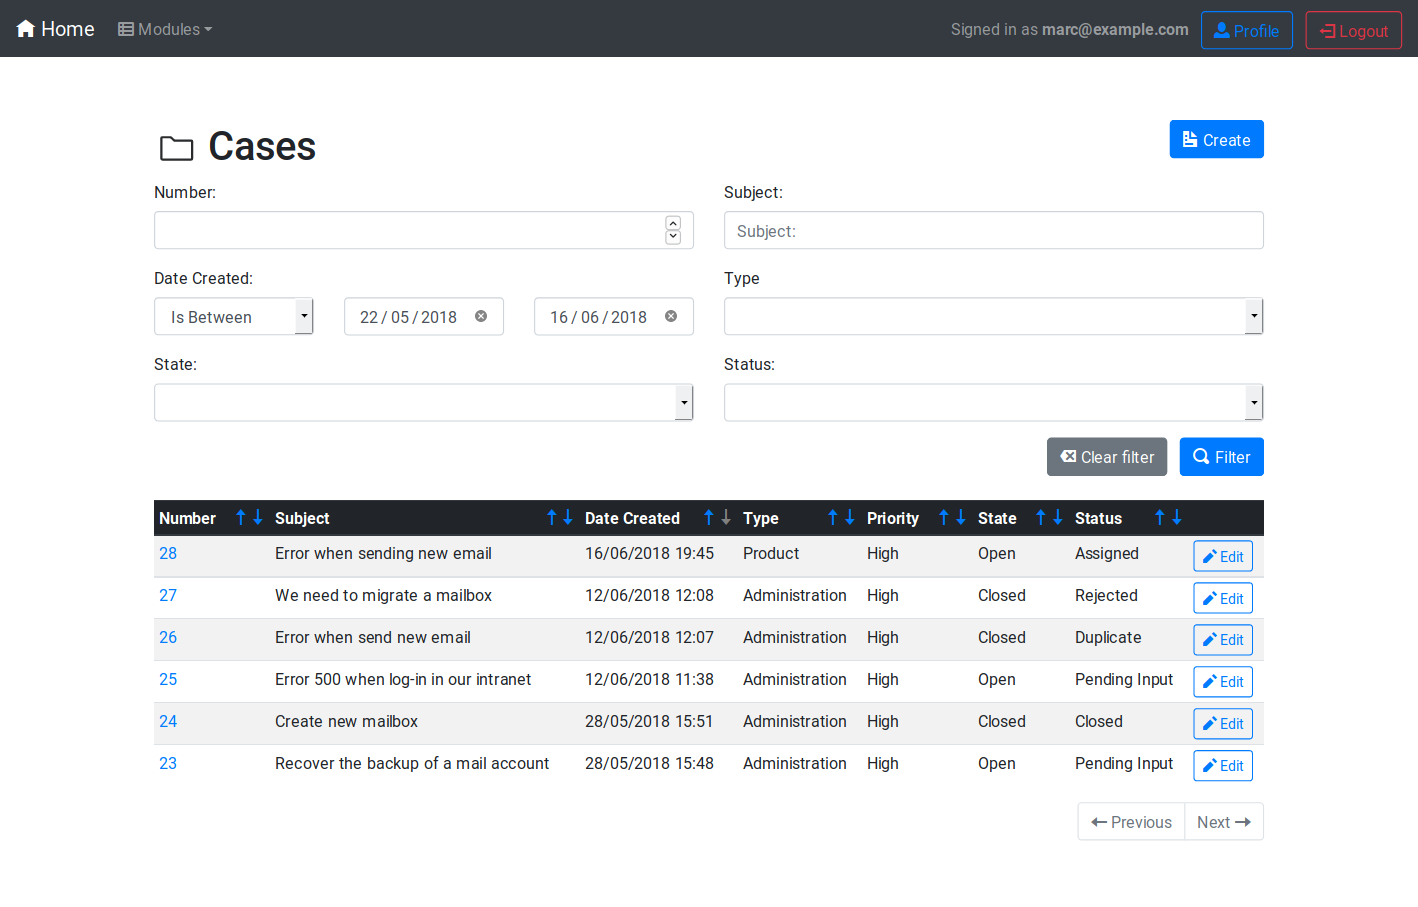 Home Modules Signed in as marc@example.com Profile Logout
Cases Create
Number: Subject:
Subject:
Date Created: Type
Is Between 22 / 05 / 2018 16 / 06 / 2018
State: Status:
Clear filter Filter
Number Subject Date Created Type Priority State Status
28 Error when sending new email 16/06/2018 19:45 Product High Open Assigned Edit
27 We need to migrate a mailbox 12/06/2018 12:08 Administration High Closed Rejected Edit
26 Error when send new email 12/06/2018 12:07 Administration High Closed Duplicate Edit
25 Error 500 when log-in in our intranet 12/06/2018 11:38 Administration High Open Pending Input Edit
24 Create new mailbox 28/05/2018 15:51 Administration High Closed Closed Edit
23 Recover the backup of a mail account 28/05/2018 15:48 Administration High Open Pending Input Edit
Previous Next